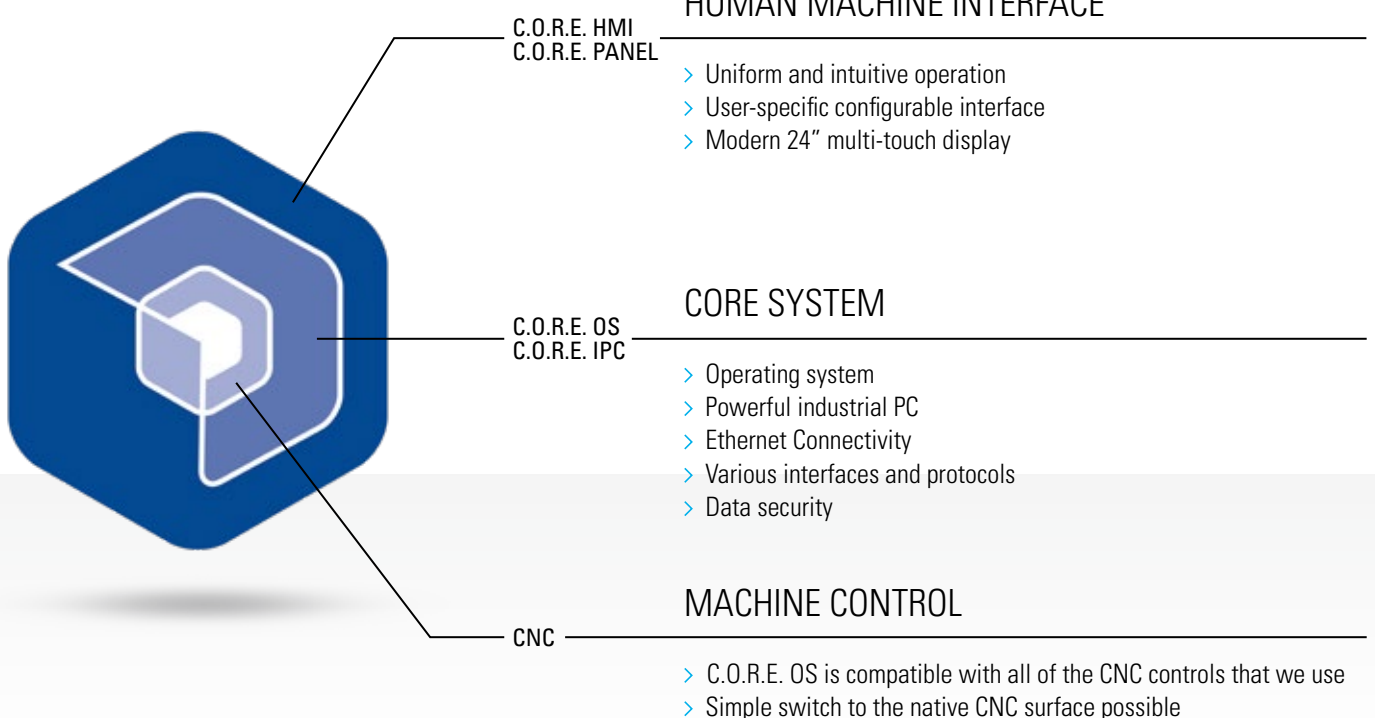 HUMAN MACHINE INTERFACE
C.O.R.E. HMI
C.O.R.E. PANEL
> Uniform and intuitive operation
> User-specific configurable interface
> Modern 24” multi-touch display
CORE SYSTEM
C.O.R.E. OS
C.O.R.E. IPC
> Operating system
> Powerful industrial PC
> Ethernet Connectivity
> Various interfaces and protocols
> Data security
MACHINE CONTROL
CNC
> C.O.R.E. OS is compatible with all of the CNC controls that we use
> Simple switch to the native CNC surface possible